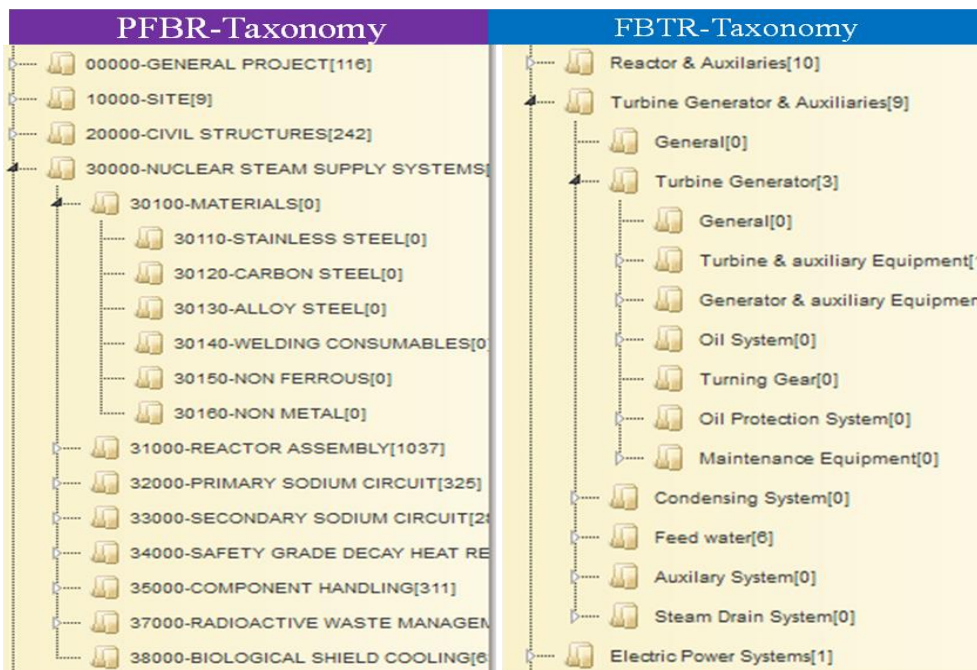 PFBR-Taxonomy
00000-GENERAL PROJECT[116]
10000-SITE[9]
20000-CIVIL STRUCTURES[242]
30000-NUCLEAR STEAM SUPPLY SYSTEMS[
30100-MATERIALS[0]
30110-STAINLESS STEEL[0]
30120-CARBON STEEL[0]
30130-ALLOY STEEL[0]
30140-WELDING CONSUMABLES[0]
30150-NON FERROUS[0]
30160-NON METAL[0]
31000-REACTOR ASSEMBLY[1037]
32000-PRIMARY SODIUM CIRCUIT[325]
33000-SECONDARY SODIUM CIRCUIT[28
34000-SAFETY GRADE DECAY HEAT RE
35000-COMPONENT HANDLING[311]
37000-RADIOACTIVE WASTE MANAGEM
38000-BIOLOGICAL SHIELD COOLING[6
FBTR-Taxonomy
Reactor & Auxilaries[10]
Turbine Generator & Auxiliaries[9]
General[0]
Turbine Generator[3]
General[0]
Turbine & auxiliary Equipment[
Generator & auxiliary Equipmen
Oil System[0]
Turning Gear[0]
Oil Protection System[0]
Maintenance Equipment[0]
Condensing System[0]
Feed water[6]
Auxilary System[0]
Steam Drain System[0]
Electric Power Systems[1]